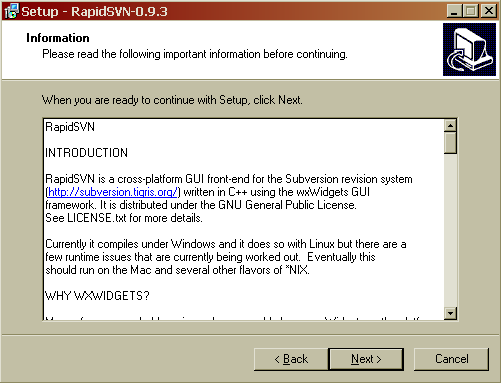 Setup - RapidSVN-0.9.3
Information
Please read the following important information before continuing.
When you are ready to continue with Setup, click Next.
RapidSVN
INTRODUCTION
RapidSVN is a cross-platform GUI front-end for the Subversion revision system
(http://subversion.tigris.org/) written in C++ using the wxWidgets GUI
framework. It is distributed under the GNU General Public License.
See LICENSE.txt for more details.
Currently it compiles under Windows and it does so with Linux but there are a
few runtime issues that are currently being worked out.  Eventually this
should run on the Mac and several other flavors of *NIX.
WHY WXWIDGETS?
< Back
Next >
Cancel